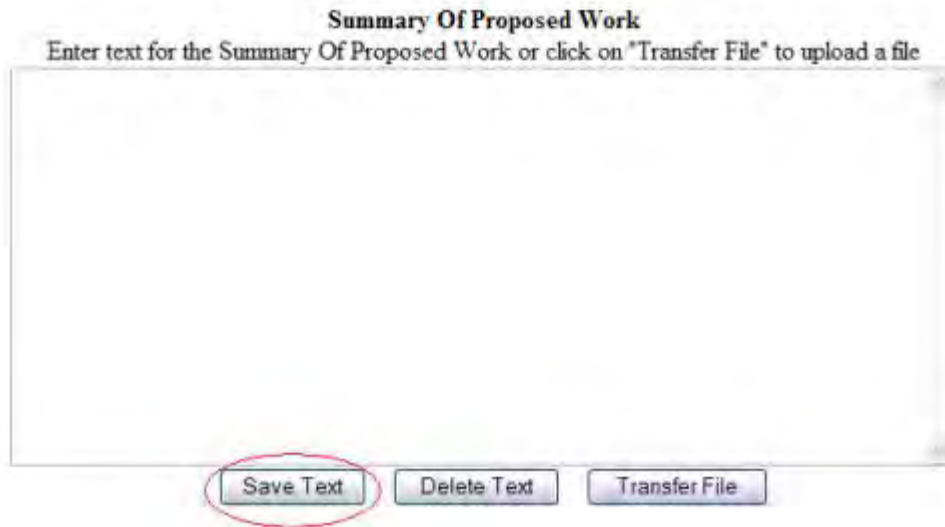 Summary Of Proposed Work
Enter text for the Summary Of Proposed Work or click on "Transfer File" to upload a file
Save Text Delete Text Transfer File